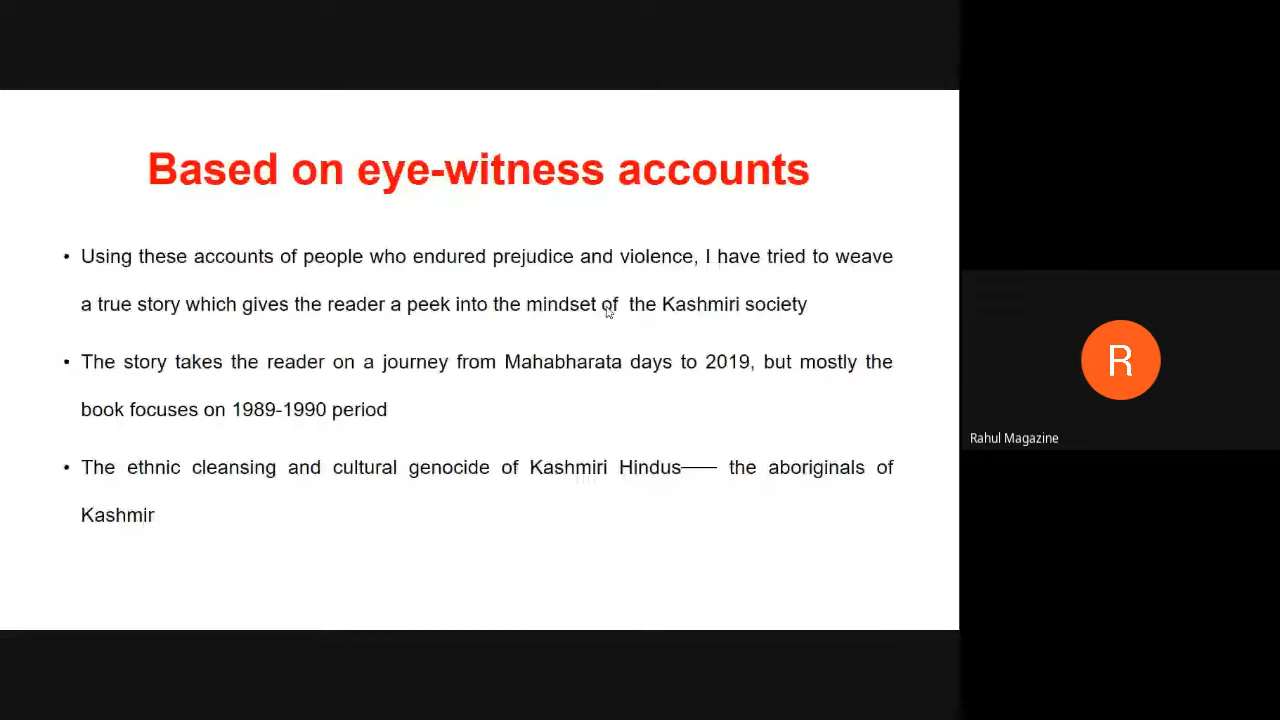 Based on eye-witness accounts
• Using these accounts of people who endured prejudice and violence, I have tried to weave
a true story which gives the reader a peek into the mindset of the Kashmiri society
• The story takes the reader on a journey from Mahabharata days to 2019, but mostly the
book focuses on 1989-1990 period
• The ethnic cleansing and cultural genocide of Kashmiri Hindus—— the aboriginals of
Kashmir
R
Rahul Magazine